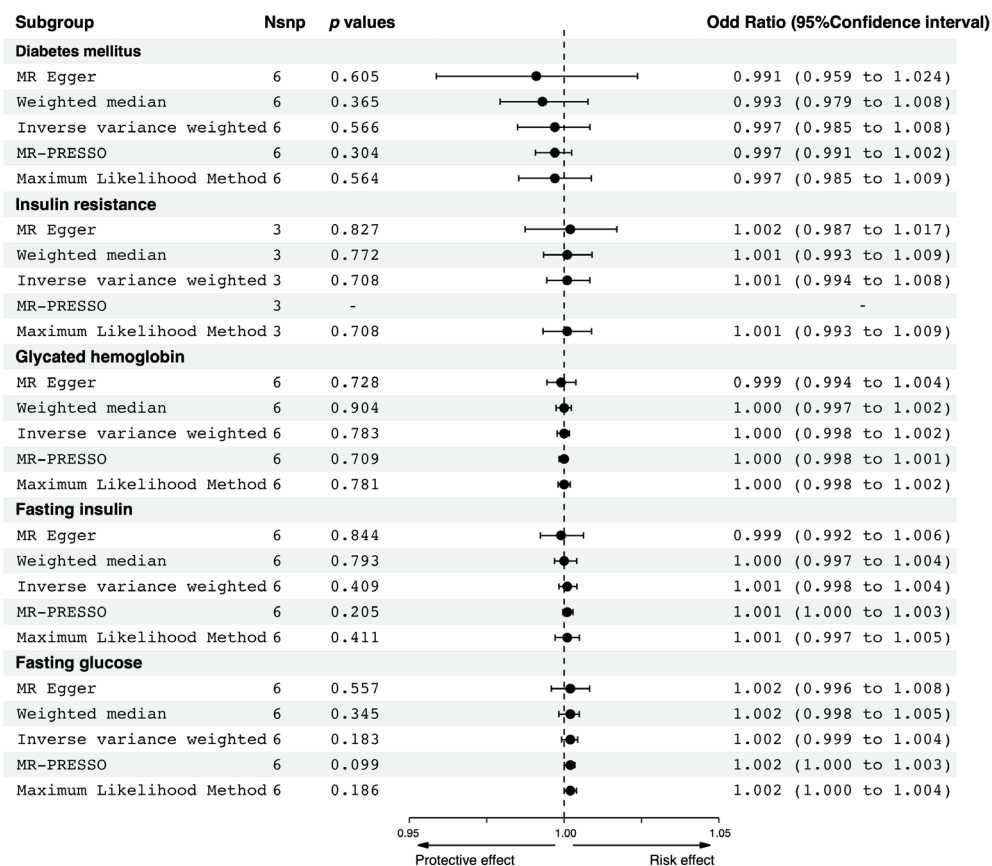 Subgroup Nsnp p values Odd Ratio (95%Confidence interval)
Diabetes mellitus
MR Egger 6 0.605 0.991 (0.959 to 1.024)
Weighted median 6 0.365 0.993 (0.979 to 1.008)
Inverse variance weighted 6 0.566 0.997 (0.985 to 1.008)
MR-PRESSO 6 0.304 0.997 (0.991 to 1.002)
Maximum Likelihood Method 6 0.564 0.997 (0.985 to 1.009)
Insulin resistance
MR Egger 3 0.827 1.002 (0.987 to 1.017)
Weighted median 3 0.772 1.001 (0.993 to 1.009)
Inverse variance weighted 3 0.708 1.001 (0.994 to 1.008)
MR-PRESSO 3 - -
Maximum Likelihood Method 3 0.708 1.001 (0.993 to 1.009)
Glycated hemoglobin
MR Egger 6 0.728 0.999 (0.994 to 1.004)
Weighted median 6 0.904 1.000 (0.997 to 1.002)
Inverse variance weighted 6 0.783 1.000 (0.998 to 1.002)
MR-PRESSO 6 0.709 1.000 (0.998 to 1.001)
Maximum Likelihood Method 6 0.781 1.000 (0.998 to 1.002)
Fasting insulin
MR Egger 6 0.844 0.999 (0.992 to 1.006)
Weighted median 6 0.793 1.000 (0.997 to 1.004)
Inverse variance weighted 6 0.409 1.001 (0.998 to 1.004)
MR-PRESSO 6 0.205 1.001 (1.000 to 1.003)
Maximum Likelihood Method 6 0.411 1.001 (0.997 to 1.005)
Fasting glucose
MR Egger 6 0.557 1.002 (0.996 to 1.008)
Weighted median 6 0.345 1.002 (0.998 to 1.005)
Inverse variance weighted 6 0.183 1.002 (0.999 to 1.004)
MR-PRESSO 6 0.099 1.002 (1.000 to 1.003)
Maximum Likelihood Method 6 0.186 1.002 (1.000 to 1.004)
0.95 1.00 1.05
Protective effect Risk effect